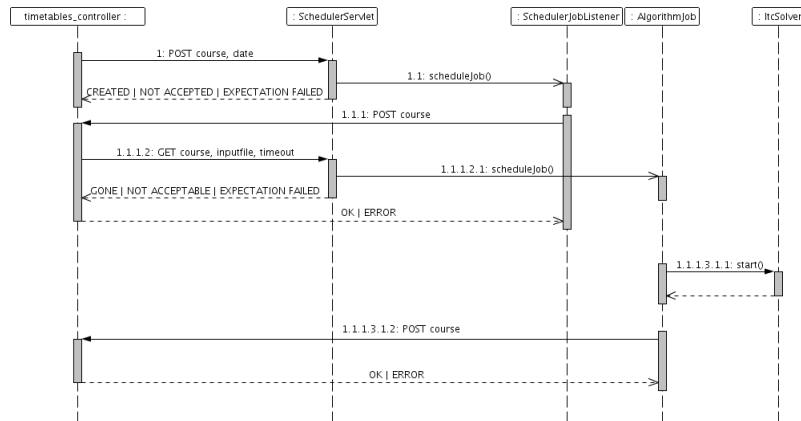 timetables_controller :
: SchedulerServlet
: SchedulerJobListener
: AlgorithmJob
: ItcSolver
1: POST course, date
1.1: scheduleJob()
CREATED | NOT ACCEPTED | EXPECTATION FAILED
1.1.1: POST course
1.1.1.2: GET course, inputfile, timeout
1.1.1.2.1: scheduleJob()
GONE | NOT ACCEPTABLE | EXPECTATION FAILED
OK | ERROR
1.1.1.3.1.1: start()
1.1.1.3.1.2: POST course
OK | ERROR